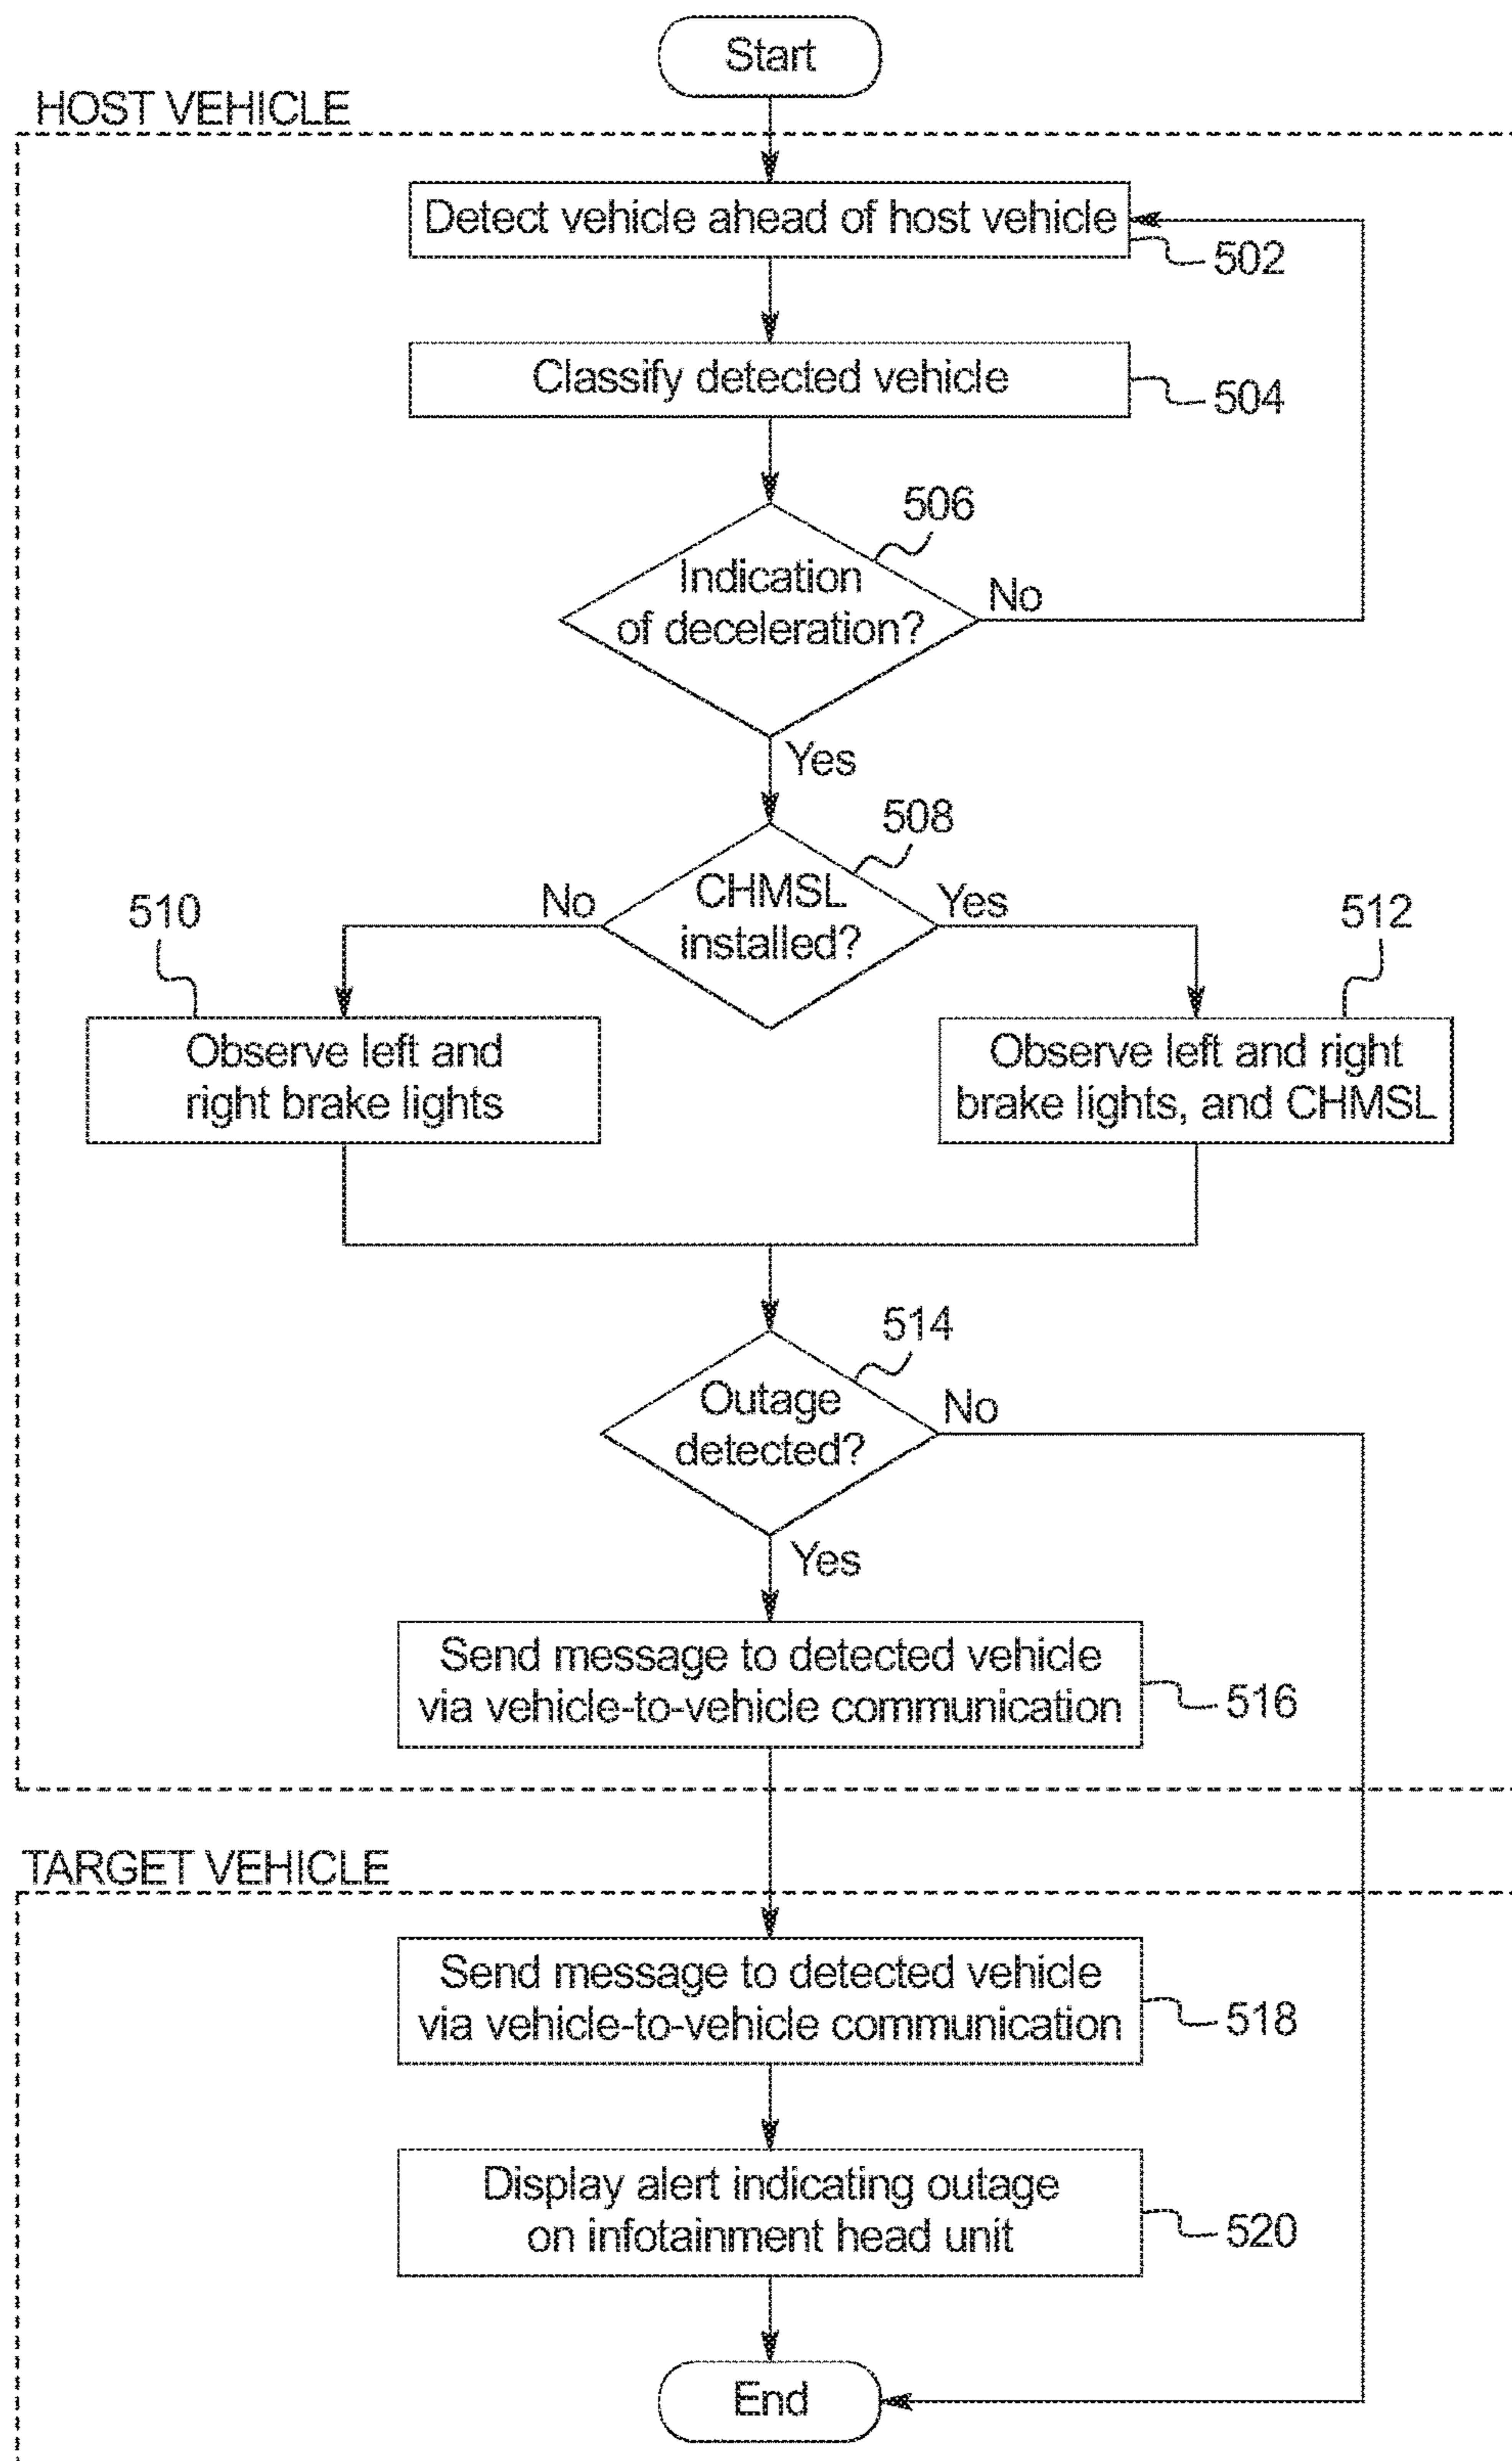 Start
HOST VEHICLE
Detect vehicle ahead of host vehicle
502
Classify detected vehicle
504
506
Indication
of deceleration?
No
Yes
508
CHMSL
installed?
No
Yes
510
512
Observe left and
right brake lights
Observe left and right
brake lights, and CHMSL
514
Outage
detected?
No
Yes
Send message to detected vehicle
via vehicle-to-vehicle communication
516
TARGET VEHICLE
Send message to detected vehicle
via vehicle-to-vehicle communication
518
Display alert indicating outage
on infotainment head unit
520
End